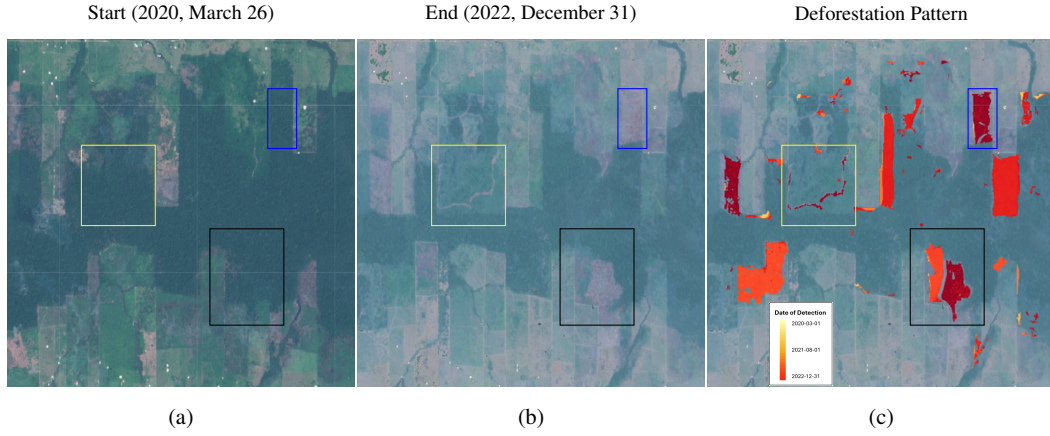 Start (2020, March 26)
End (2022, December 31)
Deforestation Pattern
Date of Detection
2020-03-01
2021-08-01
2022-12-31
(a)
(b)
(c)